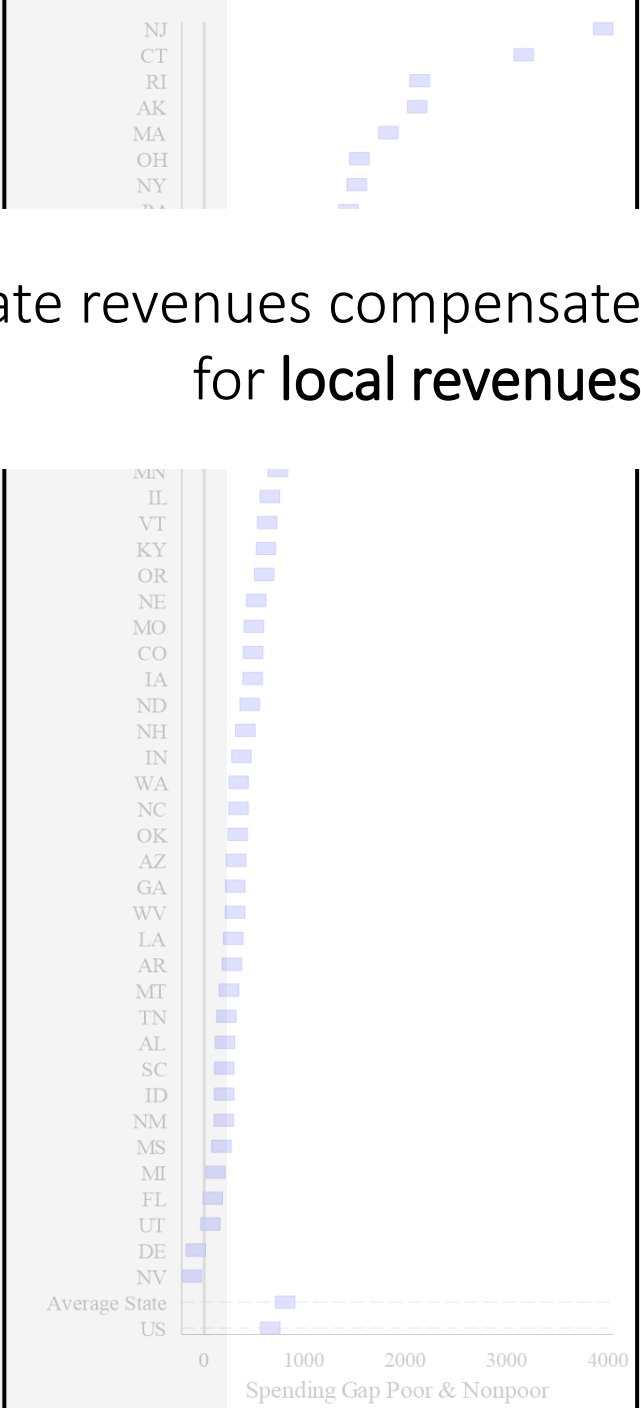 NJ
CT
RI
AK
MA
OH
NY
ate revenues compensate
for local revenues
MN
IL
VT
KY
OR
NE
MO
CO
IA
ND
NH
IN
WA
NC
OK
AZ
GA
WV
LA
AR
MT
TN
AL
SC
ID
NM
MS
MI
FL
UT
DE
NV
Average State
US
0 1000 2000 3000 4000
Spending Gap Poor & Nonpoor